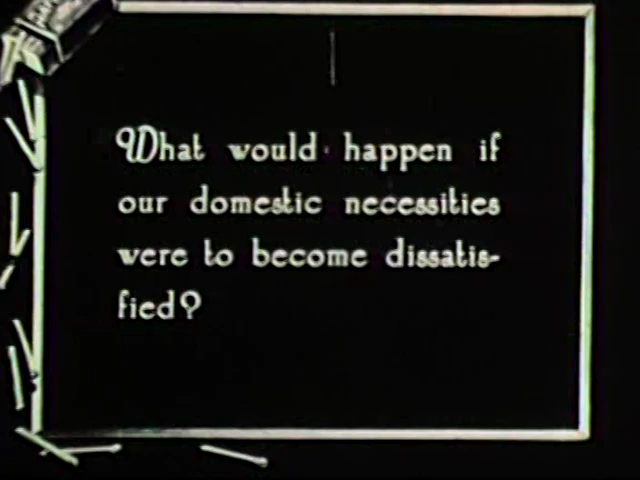 What would happen if
our domestic necessities
were to become dissatis-
fied?